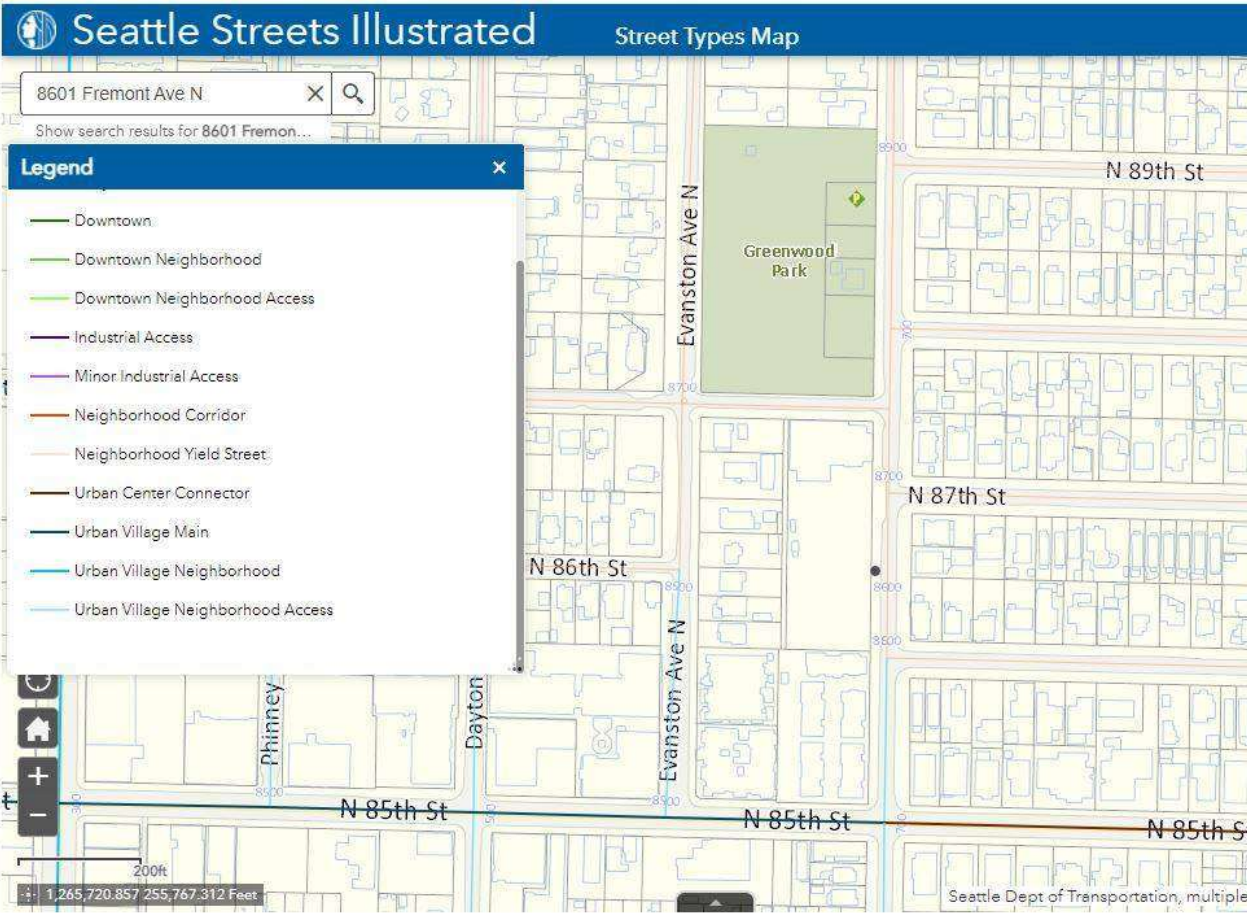 Seattle Streets Illustrated
Street Types Map
8601 Fremont Ave N
Show search results for 8601 Fremon...
Legend
Downtown
Downtown Neighborhood
Downtown Neighborhood Access
Industrial Access
Minor Industrial Access
Neighborhood Corridor
Neighborhood Yield Street
Urban Center Connector
Urban Village Main
Urban Village Neighborhood
Urban Village Neighborhood Access
8900
N 89th St
Evanston Ave N
Greenwood
Park
700
8700
8700
N 87th St
N 86th St
8600
8600
Evanston Ave N
Phinney
Dayton
8500
8500
N 85th St
N 85th St
N 85th S
200ft
1,265,720.857 255,767.312 Feet
Seattle Dept of Transportation, multiple